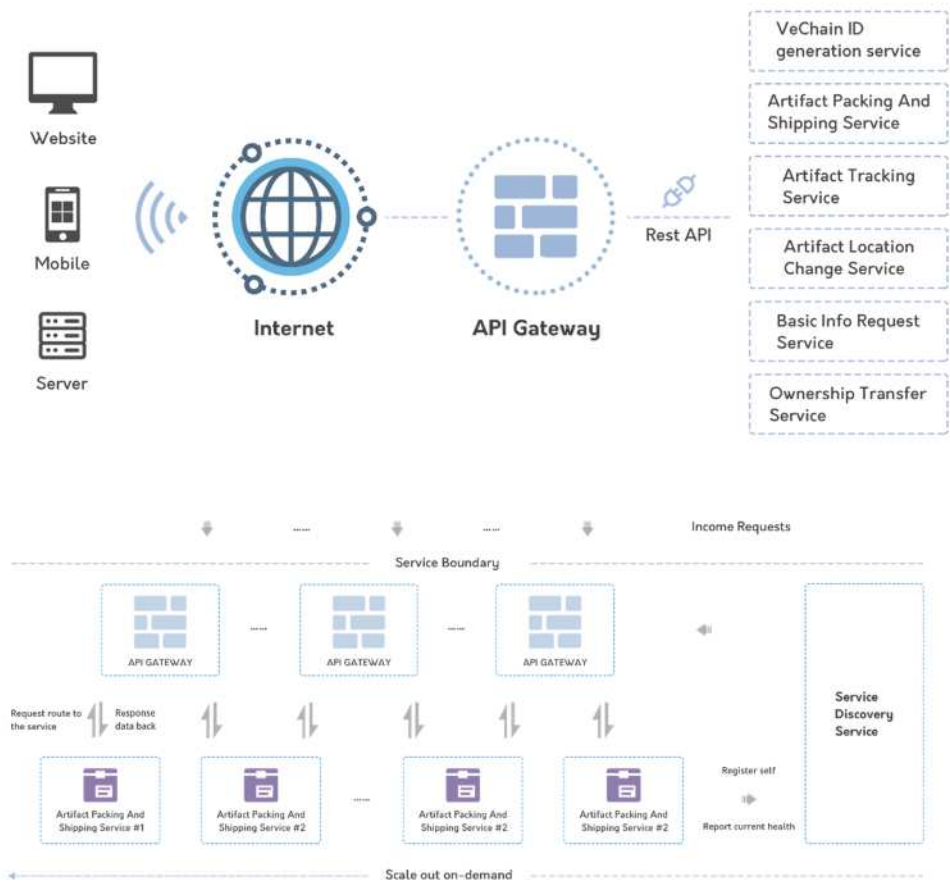 Website
Mobile
Server
Internet
API Gateway
Rest API
VeChain ID
generation service
Artifact Packing And
Shipping Service
Artifact Tracking
Service
Artifact Location
Change Service
Basic Info Request
Service
Ownership Transfer
Service
......
......
Income Requests
Service Boundary
API GATEWAY
......
API GATEWAY
......
API GATEWAY
Service
Discovery
Service
Request route to
the service
Response
data back
Artifact Packing And
Shipping Service #1
Artifact Packing And
Shipping Service #2
......
Artifact Packing And
Shipping Service #2
Artifact Packing And
Shipping Service #2
Register self
Report current health
Scale out on-demand